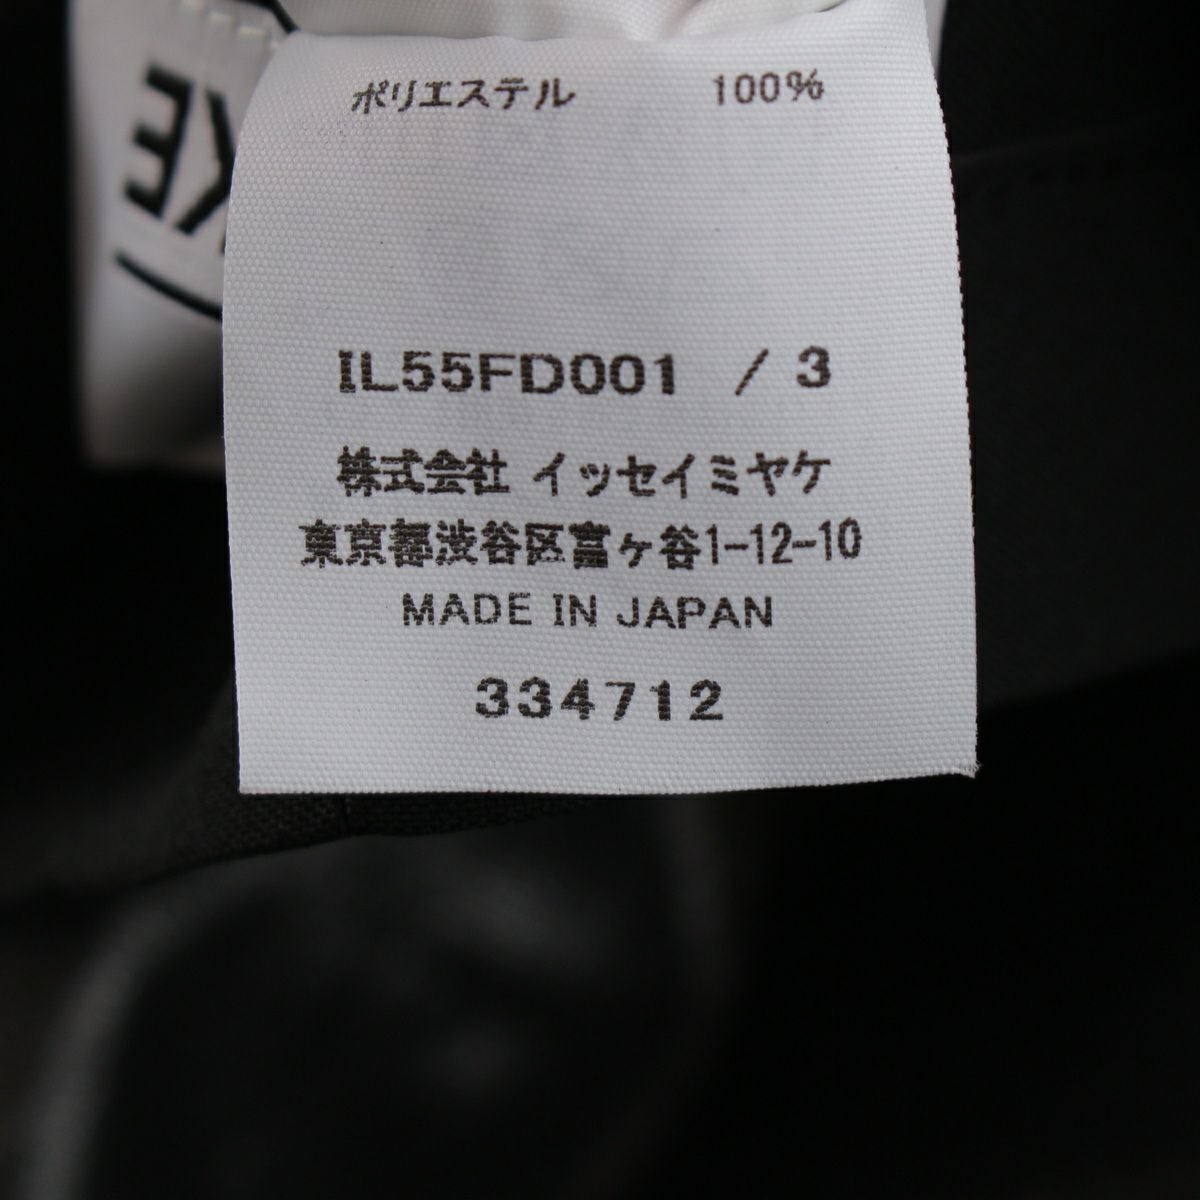 ポリエステル 100%
IL55FD001 / 3
株式会社 イッセイミヤケ
東京都渋谷区富ヶ谷1-12-10
MADE IN JAPAN
334712
KE